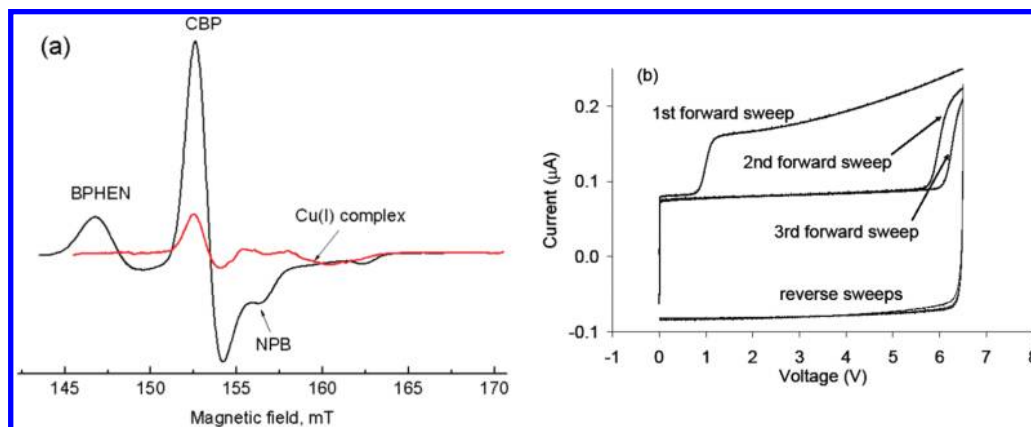 (a)
CBP
BPHEN
Cu(I) complex
NPB
145 150 155 160 165 170
Magnetic field, mT
(b)
1st forward sweep
2nd forward sweep
3rd forward sweep
reverse sweeps
Current (μA)
0.2
0.1
0.0
-0.1
-1 0 1 2 3 4 5 6 7 8
Voltage (V)